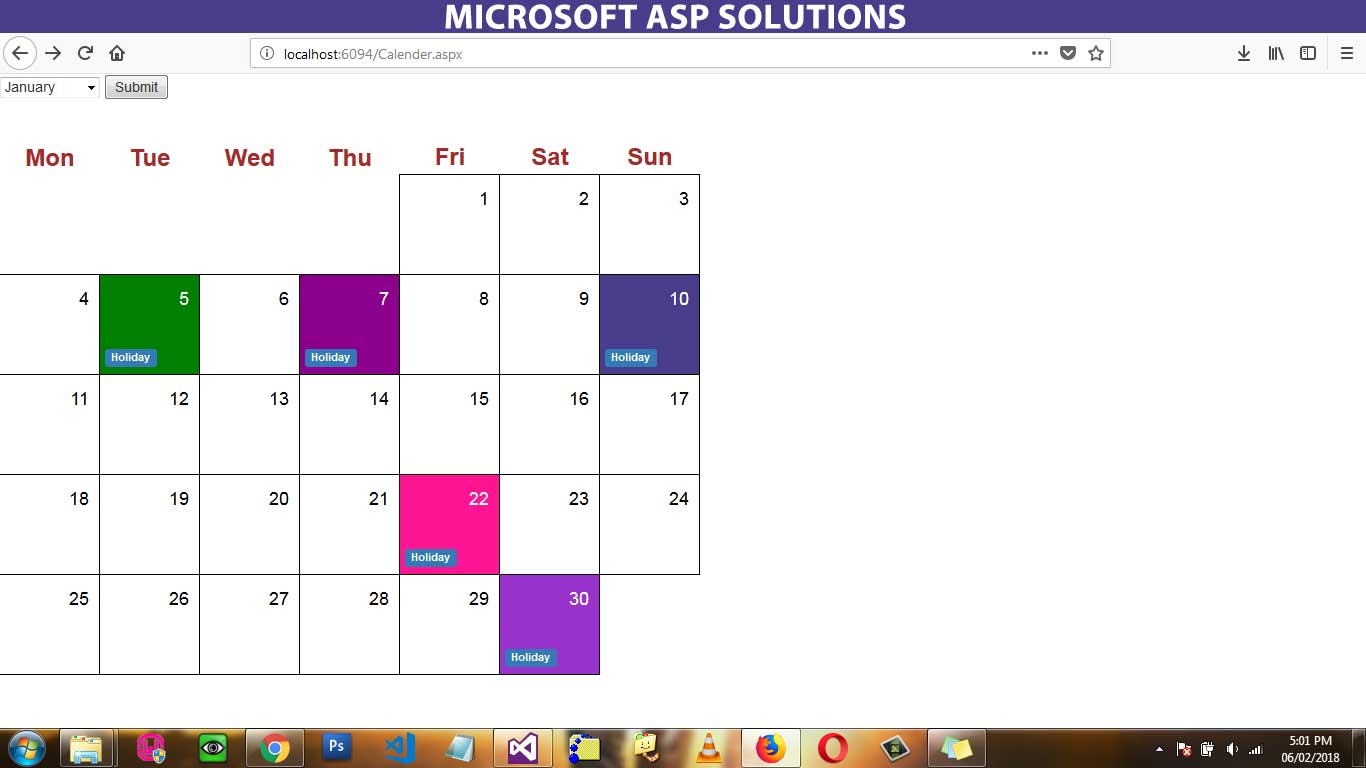 MICROSOFT ASP SOLUTIONS
localhost:6094/Calender.aspx
January Submit
Mon Tue Wed Thu Fri Sat Sun
1 2 3
4 5 6 7 8 9 10
Holiday Holiday Holiday
11 12 13 14 15 16 17
18 19 20 21 22 23 24
Holiday
25 26 27 28 29 30
Holiday
Ps
5:01 PM
06/02/2018